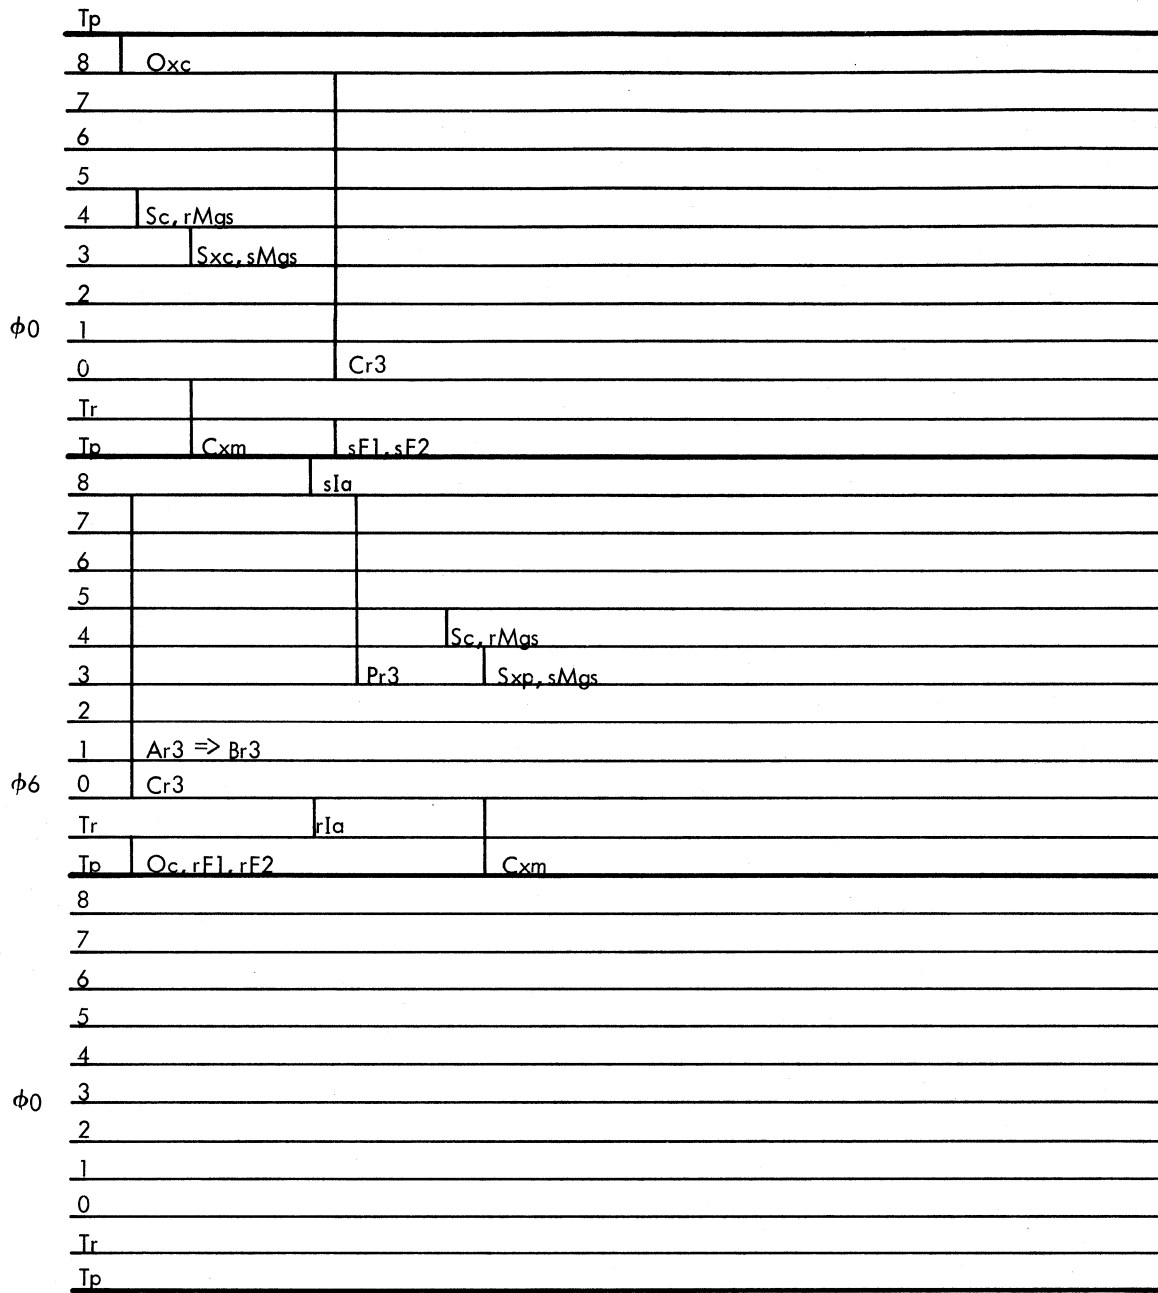 Tp
8 Oxc
7
6
5
4 Sc, rMgs
3 Sxc, sMgs
2
ϕ0 1
0 Cr3
Tr
Tp Cxm sF1, sF2
8 sIa
7
6
5
4 Sc, rMgs
3 Pr3 Sxp, sMgs
2
1 Ar3 => Br3
ϕ6 0 Cr3
Tr rIa
Tp Oc, rF1, rF2 Cxm
8
7
6
5
4
ϕ0 3
2
1
0
Tr
Tp